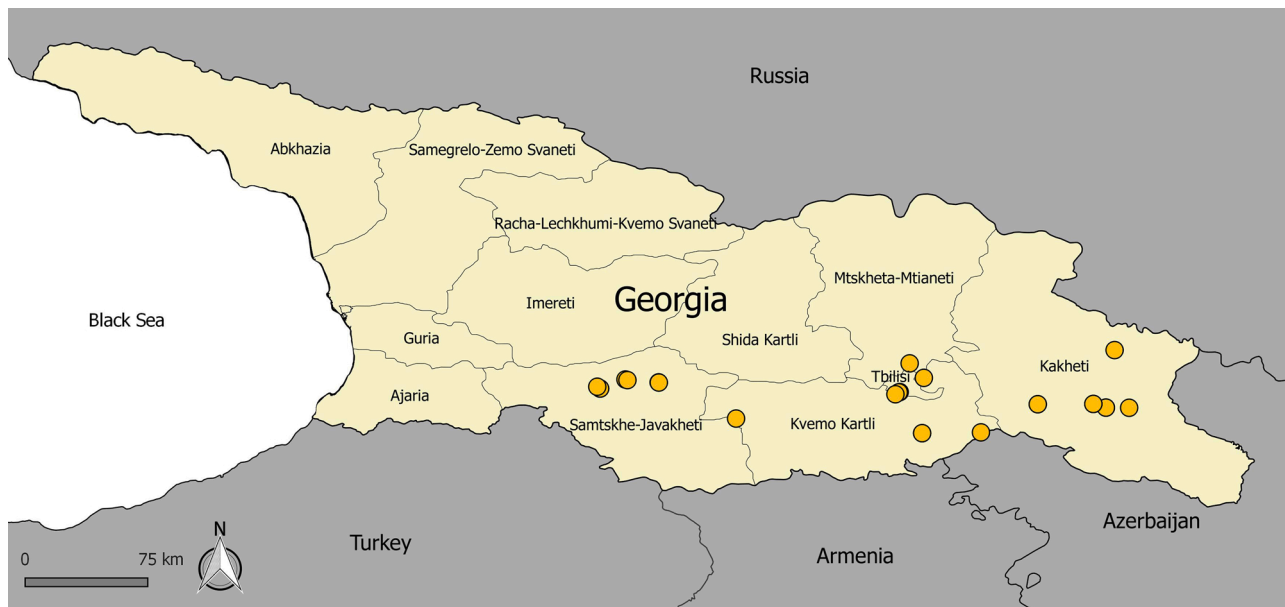 Russia
Abkhazia
Samegrelo-Zemo Svaneti
Racha-Lechkhumi-Kvemo Svaneti
Mtskheta-Mtianeti
Imereti
Georgia
Black Sea
Guria
Shida Kartli
Kakheti
Tbilisi
Ajaria
Samtskhe-Javakheti
Kvemo Kartli
Azerbaijan
N
Turkey
Armenia
0
75 km